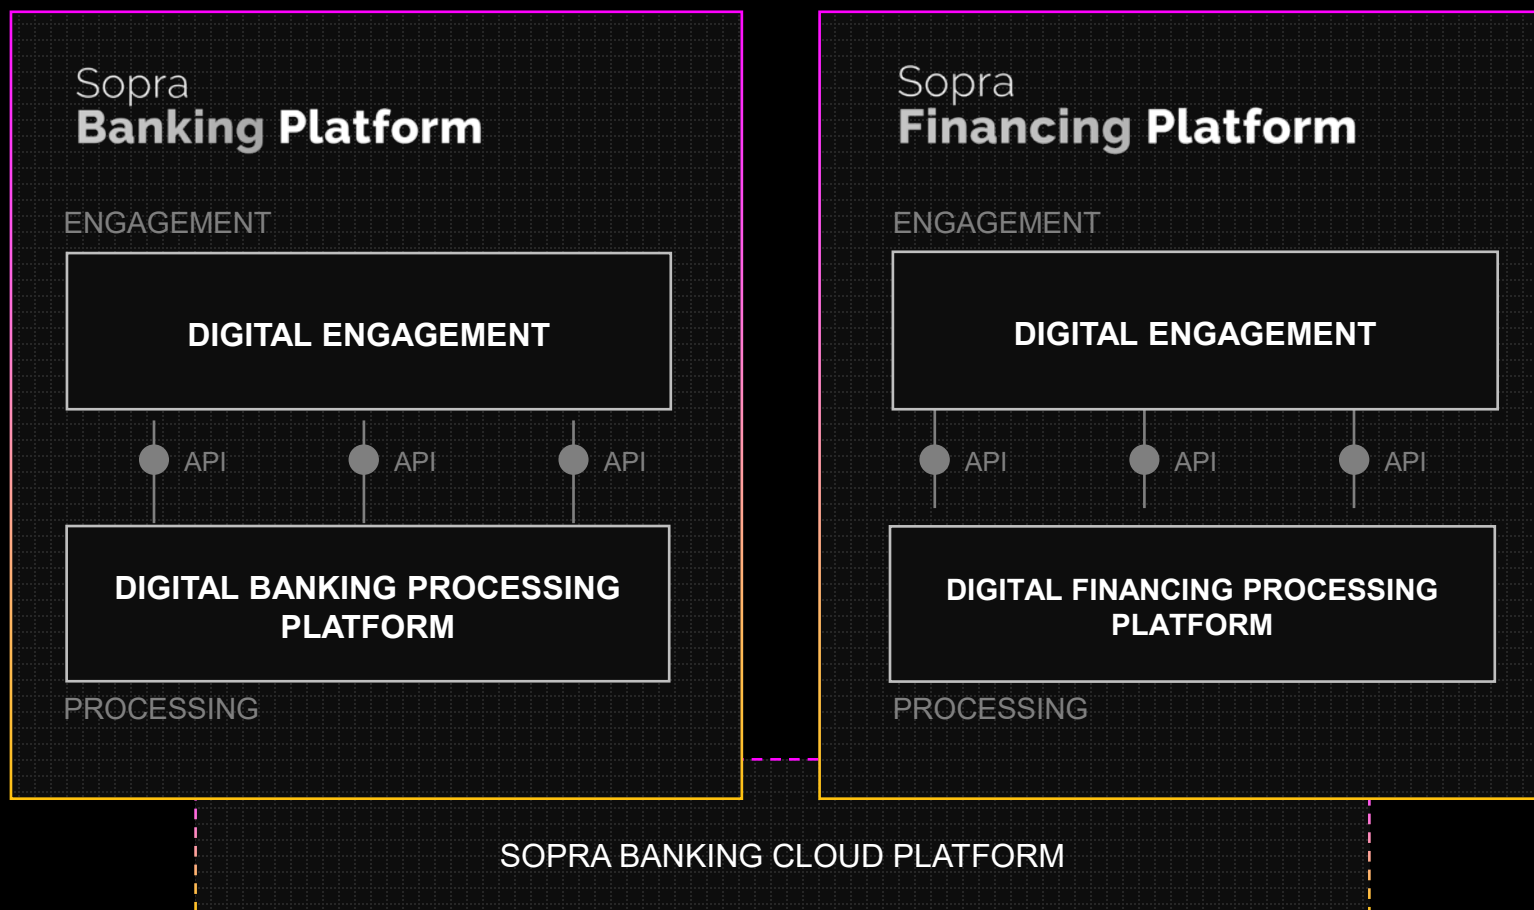 Sopra
Banking Platform
ENGAGEMENT
DIGITAL ENGAGEMENT
API
API
API
DIGITAL BANKING PROCESSING
PLATFORM
PROCESSING
Sopra
Financing Platform
ENGAGEMENT
DIGITAL ENGAGEMENT
API
API
API
DIGITAL FINANCING PROCESSING
PLATFORM
PROCESSING
SOPRA BANKING CLOUD PLATFORM